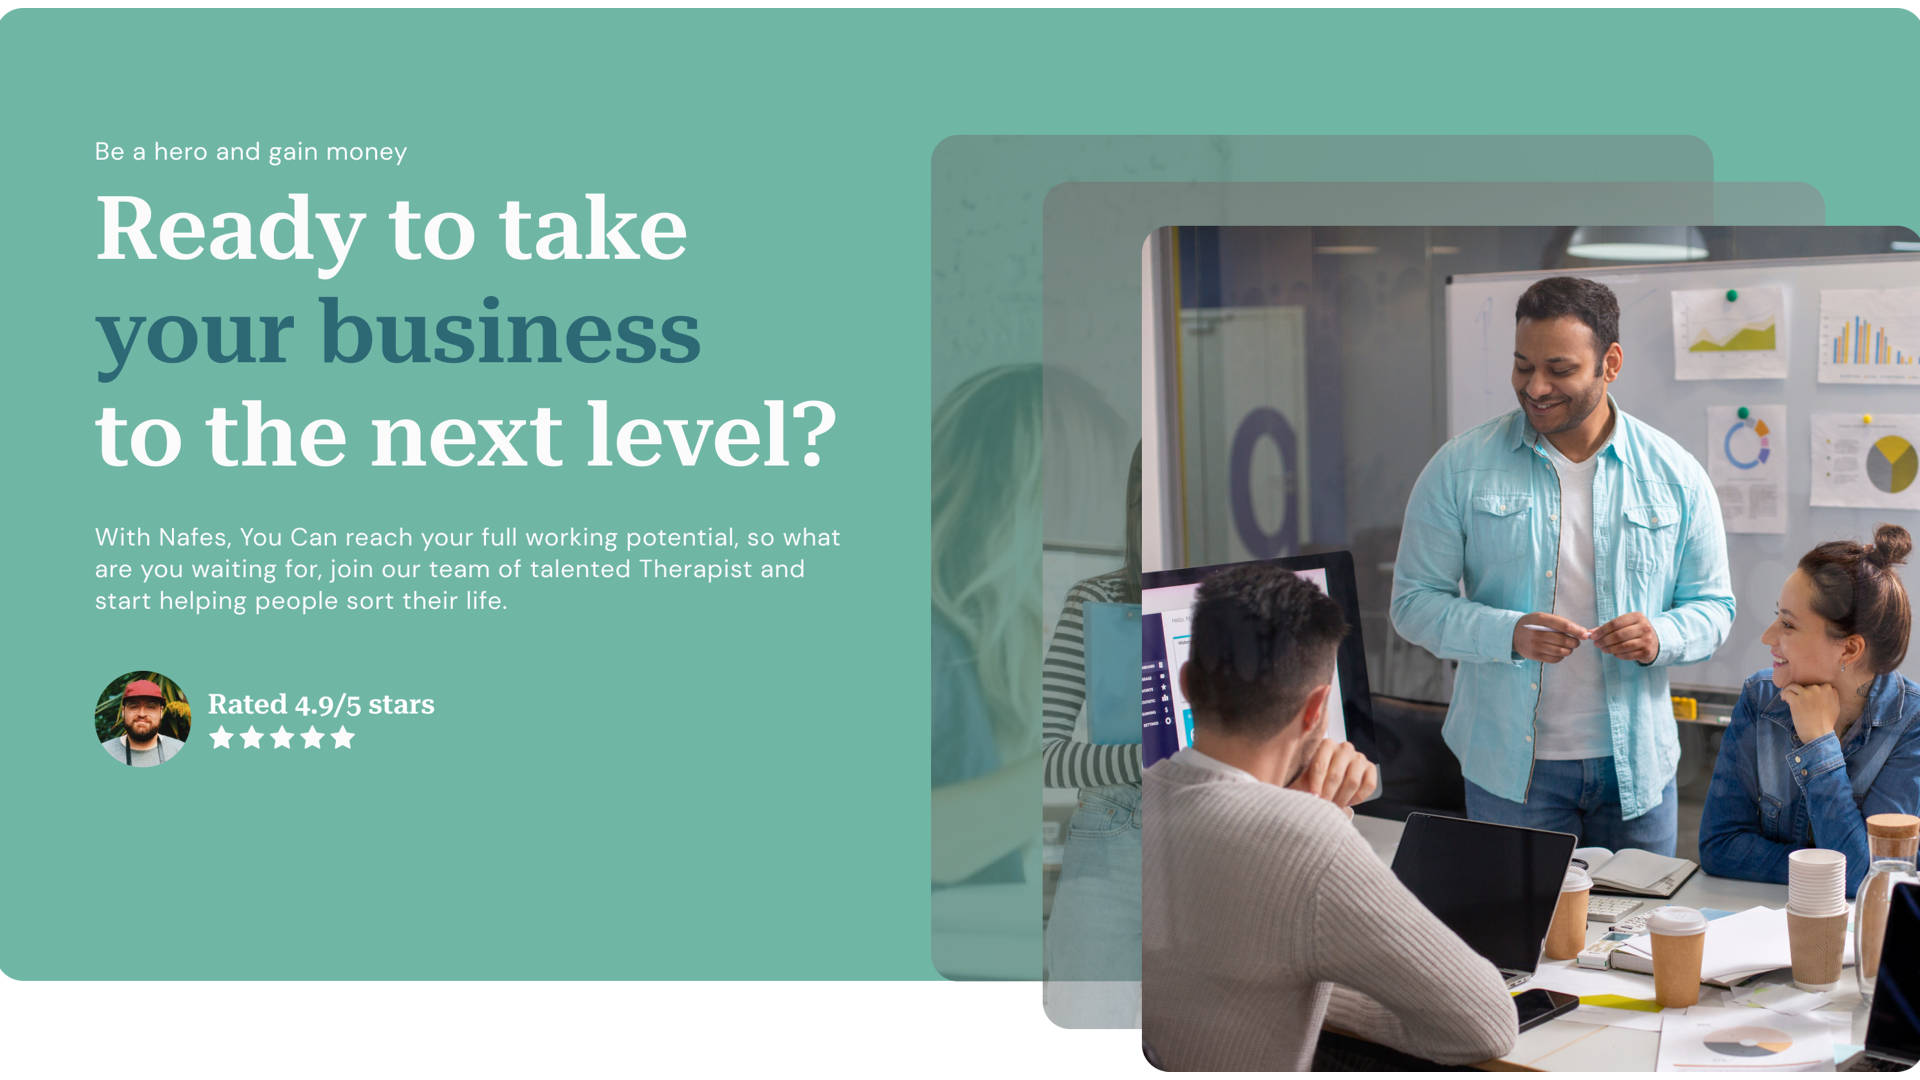 Be a hero and gain money
Ready to take
your business
to the next level?
With Nafes, You Can reach your full working potential, so what
are you waiting for, join our team of talented Therapist and
start helping people sort their life.
Rated 4.9/5 stars